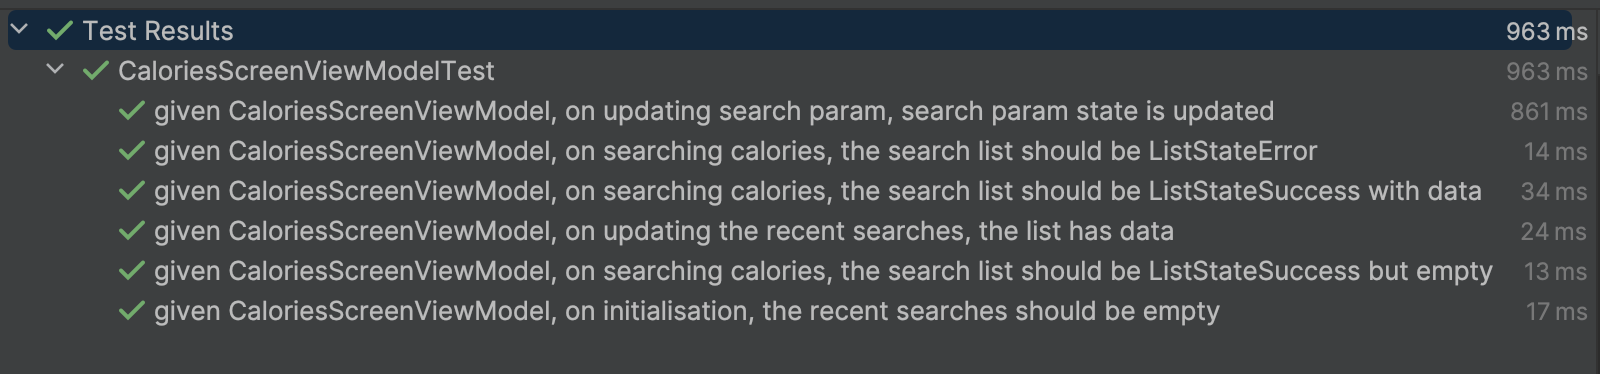 Test Results 963 ms
CaloriesScreenViewModelTest 963 ms
given CaloriesScreenViewModel, on updating search param, search param state is updated 861 ms
given CaloriesScreenViewModel, on searching calories, the search list should be ListStateError 14 ms
given CaloriesScreenViewModel, on searching calories, the search list should be ListStateSuccess with data 34 ms
given CaloriesScreenViewModel, on updating the recent searches, the list has data 24 ms
given CaloriesScreenViewModel, on searching calories, the search list should be ListStateSuccess but empty 13 ms
given CaloriesScreenViewModel, on initialisation, the recent searches should be empty 17 ms